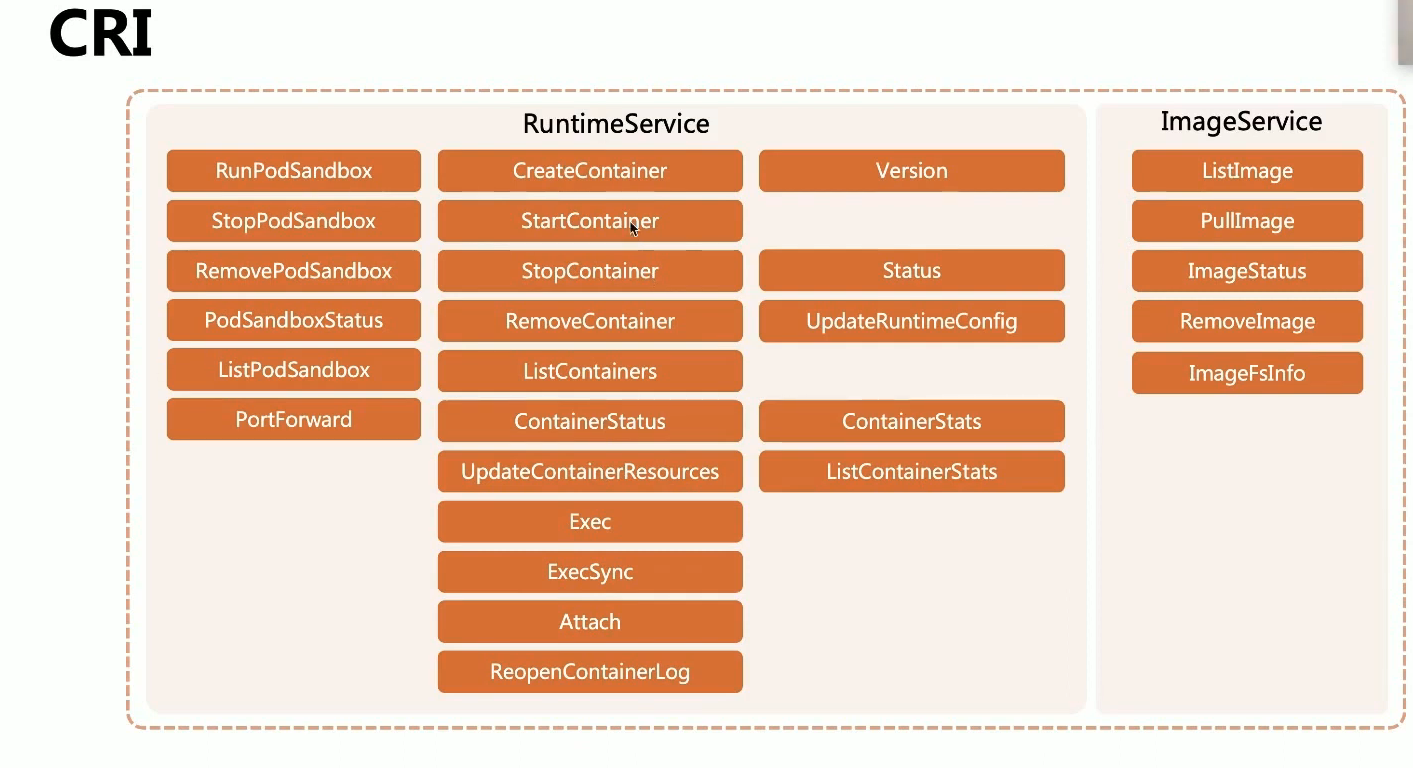 CRI
RuntimeService
RunPodSandbox
StopPodSandbox
RemovePodSandbox
PodSandboxStatus
ListPodSandbox
PortForward
CreateContainer
StartContainer
StopContainer
RemoveContainer
ListContainers
ContainerStatus
UpdateContainerResources
Exec
ExecSync
Attach
ReopenContainerLog
Version
Status
UpdateRuntimeConfig
ContainerStats
ListContainerStats
ImageService
ListImage
PullImage
ImageStatus
RemoveImage
ImageFsInfo